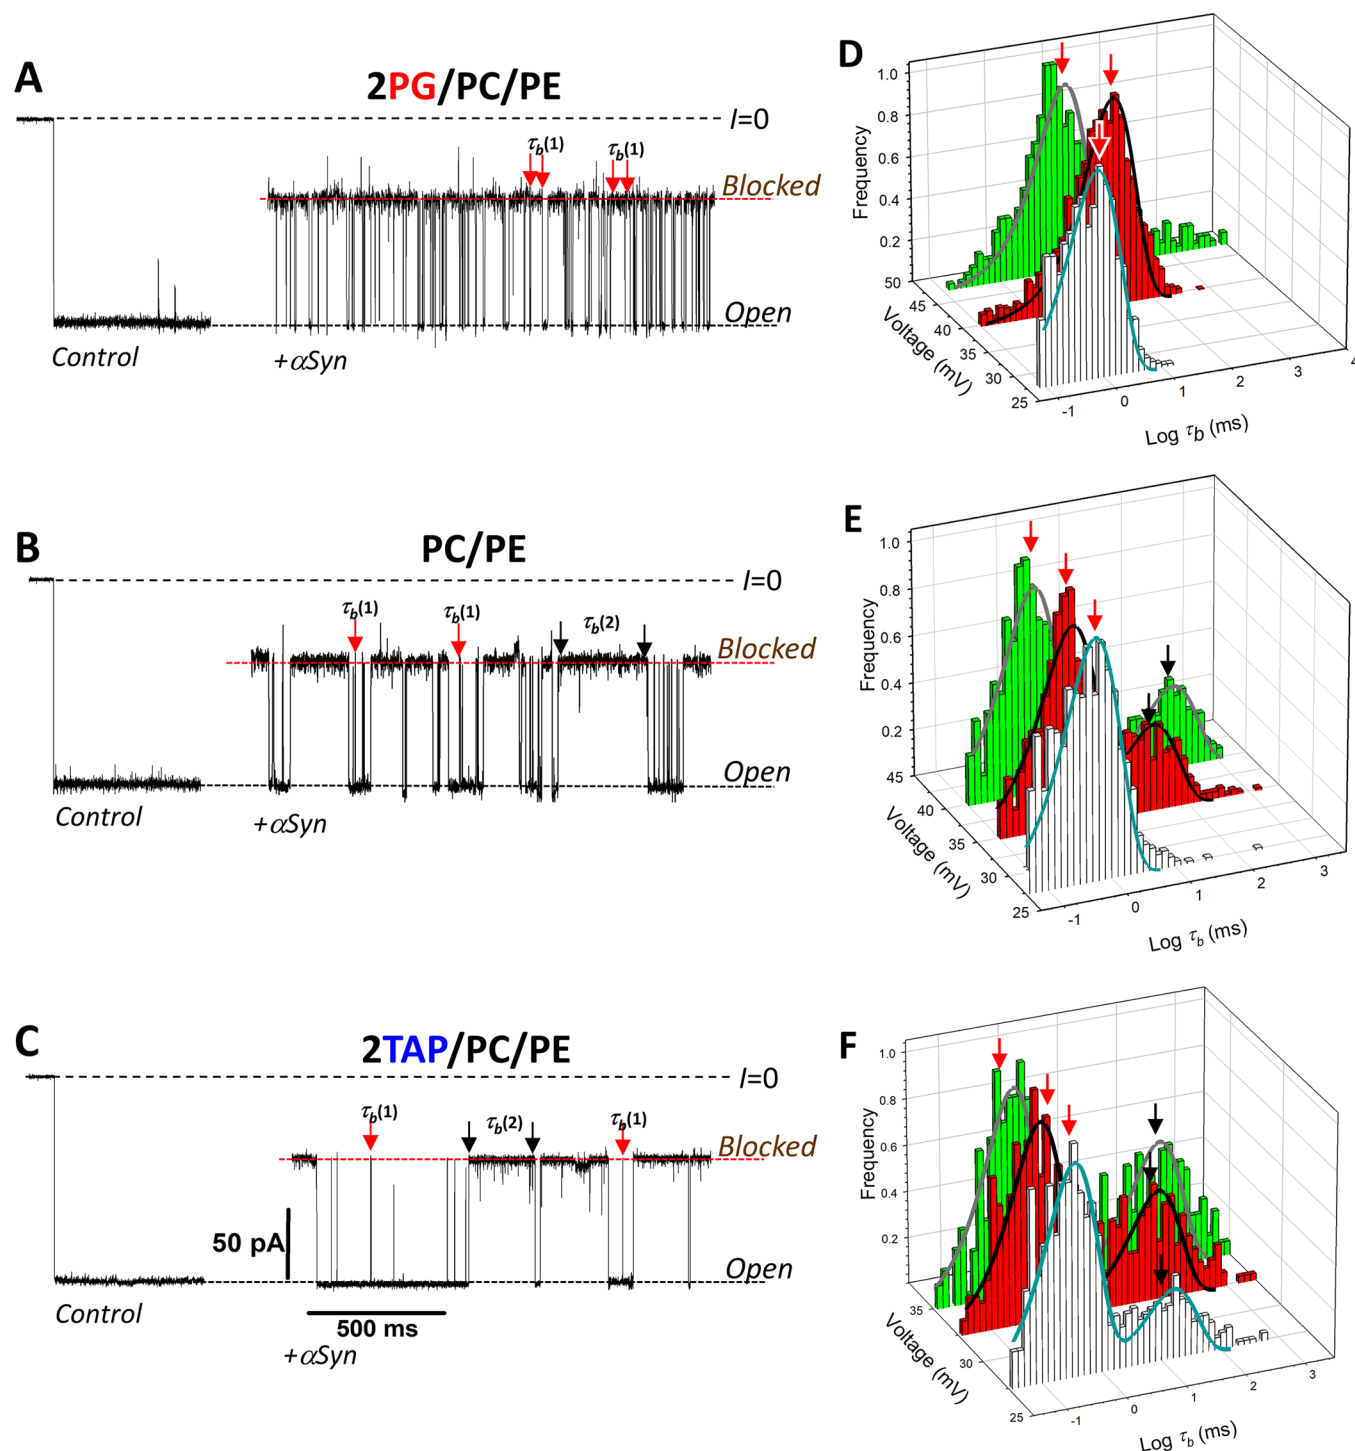 A
2PG/PC/PE
I=0
τb(1)
τb(1)
Blocked
Open
Control
+αSyn
D
1.0
0.8
0.6
0.4
0.2
Frequency
50
45
40
35
30
25
Voltage (mV)
-1
0
1
2
3
4
Log τb (ms)
B
PC/PE
I=0
τb(1)
τb(1)
τb(2)
Blocked
Open
Control
+αSyn
E
1.0
0.8
0.6
0.4
0.2
Frequency
45
40
35
30
25
Voltage (mV)
-1
0
1
2
3
Log τb (ms)
C
2TAP/PC/PE
I=0
τb(1)
τb(2)
τb(1)
Blocked
50 pA
Open
Control
500 ms
+αSyn
F
1.0
0.8
0.6
0.4
0.2
Frequency
35
30
25
Voltage (mV)
-1
0
1
2
3
Log τb (ms)